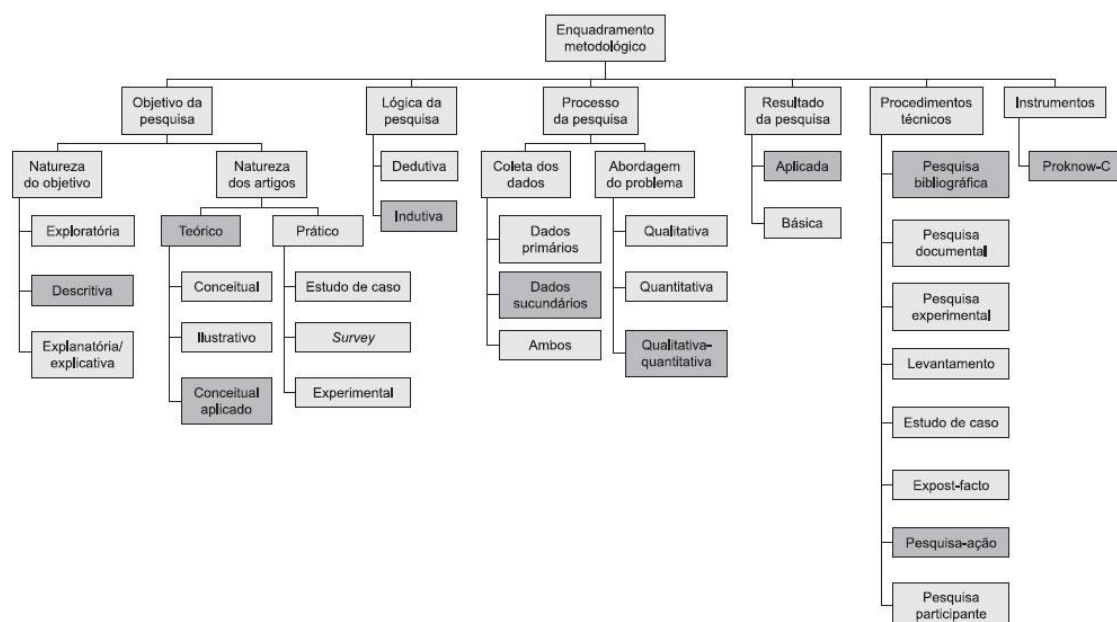 Enquadramento
metodológico
Objetivo da
pesquisa
Lógica da
pesquisa
Processo
da pesquisa
Resultado
da pesquisa
Procedimentos
técnicos
Instrumentos
Natureza
do objetivo
Natureza
dos artigos
Dedutiva
Coleta dos
dados
Abordagem
do problema
Aplicada
Pesquisa
bibliográfica
Proknow-C
Exploratória
Teórico
Prático
Indutiva
Dados
primários
Qualitativa
Básica
Pesquisa
documental
Descritiva
Conceitual
Estudo de caso
Dados
sucundários
Quantitativa
Pesquisa
experimental
Explanatória/
explicativa
Ilustrativo
Survey
Ambos
Qualitativa-
quantitativa
Levantamento
Conceitual
aplicado
Experimental
Estudo de caso
Expost-facto
Pesquisa-ação
Pesquisa
participante